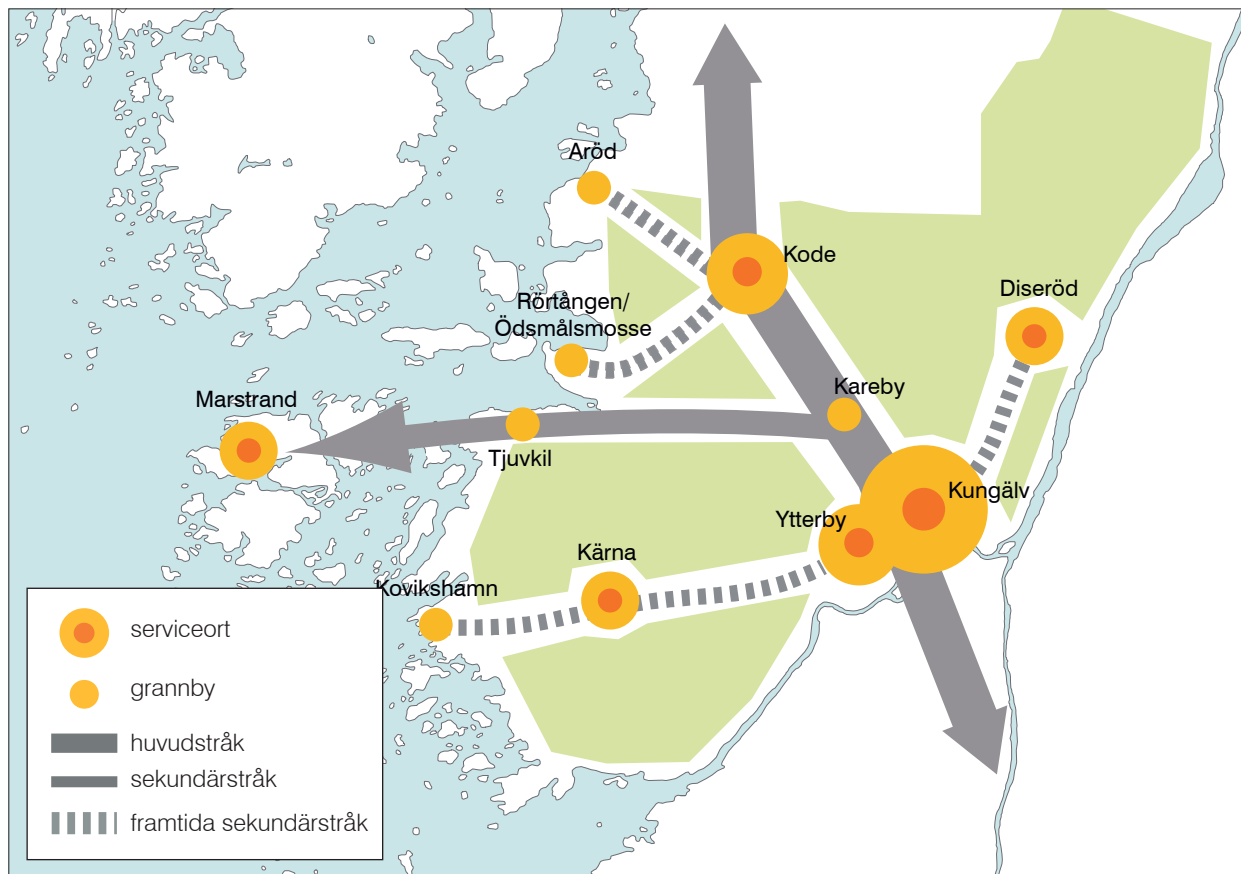 Aröd
Kode
Diseröd
Rörtången/
Ödsmålsmosse
Kareby
Marstrand
Tjuvkil
Kungälv
Ytterby
Kärna
Kovikshamn
serviceort
grannby
huvudstråk
sekundärstråk
framtida sekundärstråk